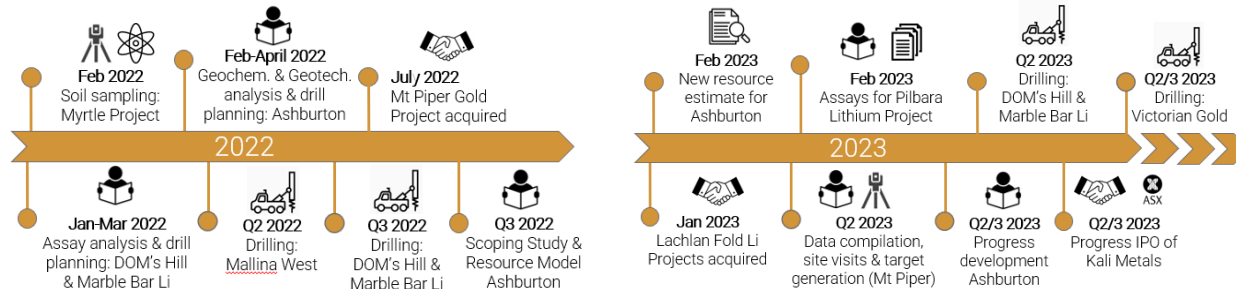 Feb 2022
Soil sampling:
Myrtle Project
Feb-April 2022
Geochem. & Geotech.
analysis & drill
planning: Ashburton
July 2022
Mt Piper Gold
Project acquired
2022
Jan-Mar 2022
Assay analysis & drill
planning: DOM's Hill
& Marble Bar Li
Q2 2022
Drilling:
Mallina West
Q3 2022
Drilling:
DOM's Hill &
Marble Bar Li
Q3 2022
Scoping Study &
Resource Model
Ashburton
Feb 2023
New resource
estimate for
Ashburton
Feb 2023
Assays for Pilbara
Lithium Project
Q2 2023
Drilling:
DOM's Hill &
Marble Bar Li
Q2/3 2023
Drilling:
Victorian Gold
2023
Jan 2023
Lachlan Fold Li
Projects acquired
Q2 2023
Data compilation,
site visits & target
generation (Mt Piper)
Q2/3 2023
Progress
development
Ashburton
ASX
Q2/3 2023
Progress IPO of
Kali Metals